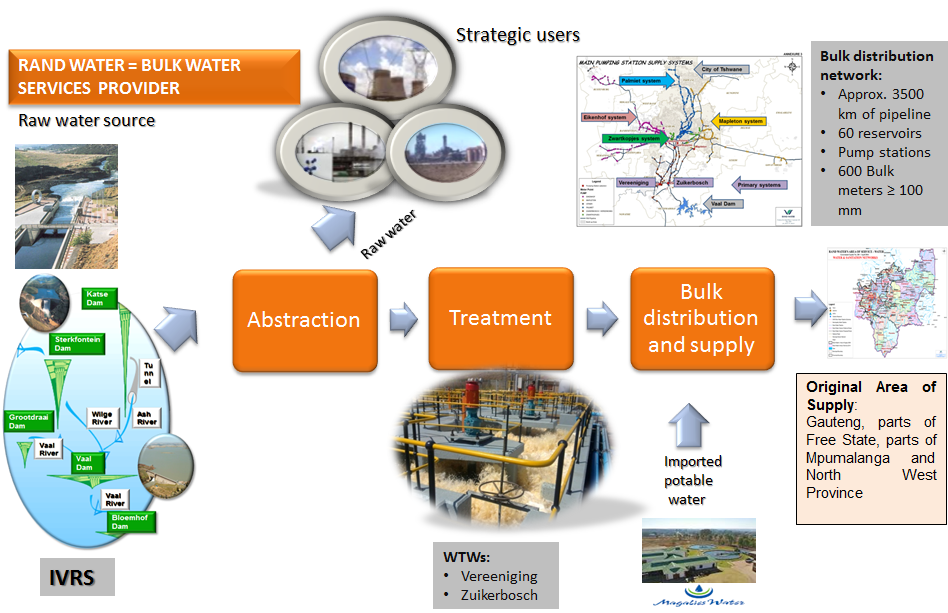 RAND WATER = BULK WATER
SERVICES PROVIDER
Raw water source
Strategic users
Raw water
MAIN PUMPING STATION SUPPLY SYSTEMS
City of Tshwane
Palmiet system
Eikenhof system
Mapleton system
Zwartkopjes system
Vereeniging
Zuikerbosch
Primary systems
Vaal Dam
Bulk distribution
network:
• Approx. 3500
km of pipeline
• 60 reservoirs
• Pump stations
• 600 Bulk
meters ≥ 100
mm
Abstraction
Treatment
Bulk
distribution
and supply
Katse
Dam
Sterkfontein
Dam
Tu
nn
el
Grootdraai
Dam
Wilge
River
Ash
River
Vaal
River
Vaal
Dam
Vaal
River
Bloemhof
Dam
IVRS
WTWs:
• Vereeniging
• Zuikerbosch
Imported
potable
water
Magalies Water
Original Area of
Supply:
Gauteng, parts of
Free State, parts of
Mpumalanga and
North West
Province